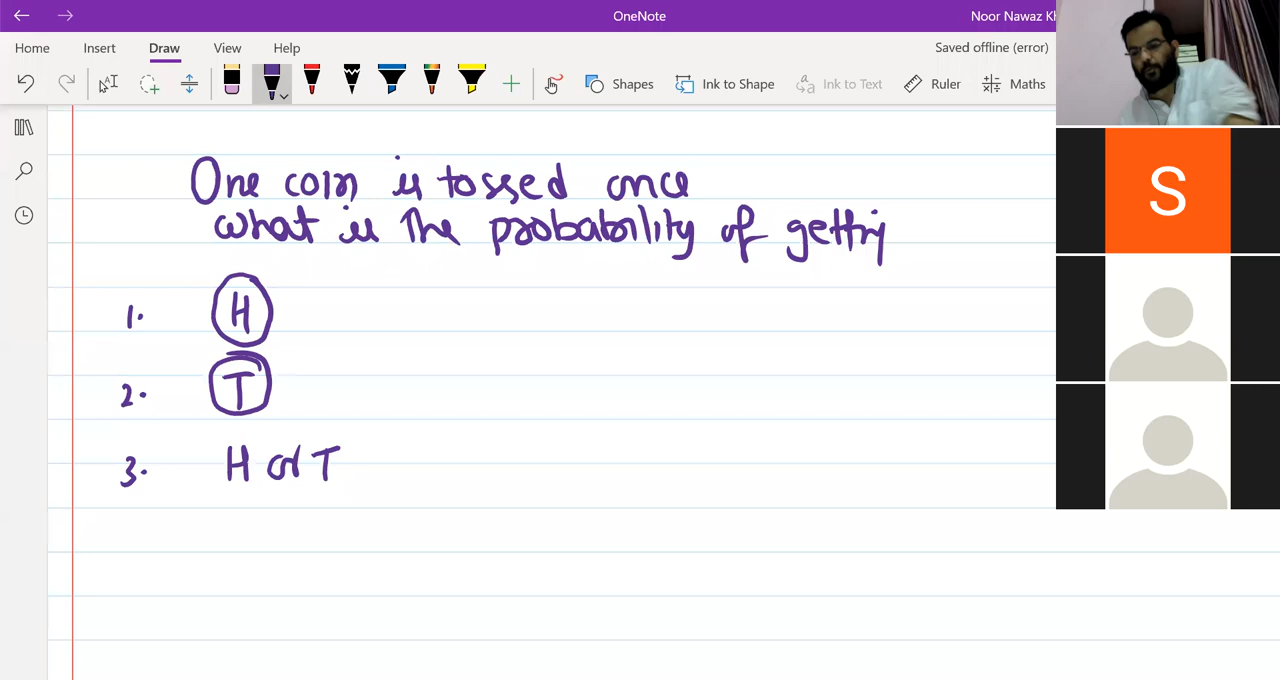 OneNote
Noor Nawaz Kh
Home Insert Draw View Help
Saved offline (error)
Shapes Ink to Shape Ink to Text Ruler Maths
One coin is tossed once
what is the probability of getting
1. H
2. T
3. H or T
S